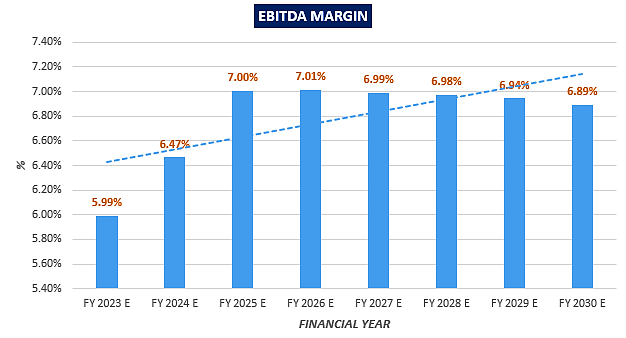 EBITDA MARGIN
7.40%
7.20%
7.00%
6.80%
6.60%
6.40%
6.20%
6.00%
5.80%
5.60%
5.40%
%
5.99%
6.47%
7.00%
7.01%
6.99%
6.98%
6.94%
6.89%
FY 2023 E
FY 2024 E
FY 2025 E
FY 2026 E
FY 2027 E
FY 2028 E
FY 2029 E
FY 2030 E
FINANCIAL YEAR